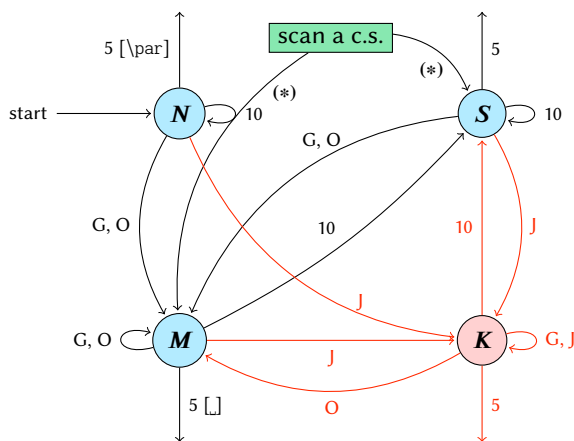 scan a c.s.
5 [\par]
5
(*)
(*)
start
N
10
S
10
G, O
G, O
J
10
10
J
G, O
M
J
K
G, J
O
5 [␣]
5